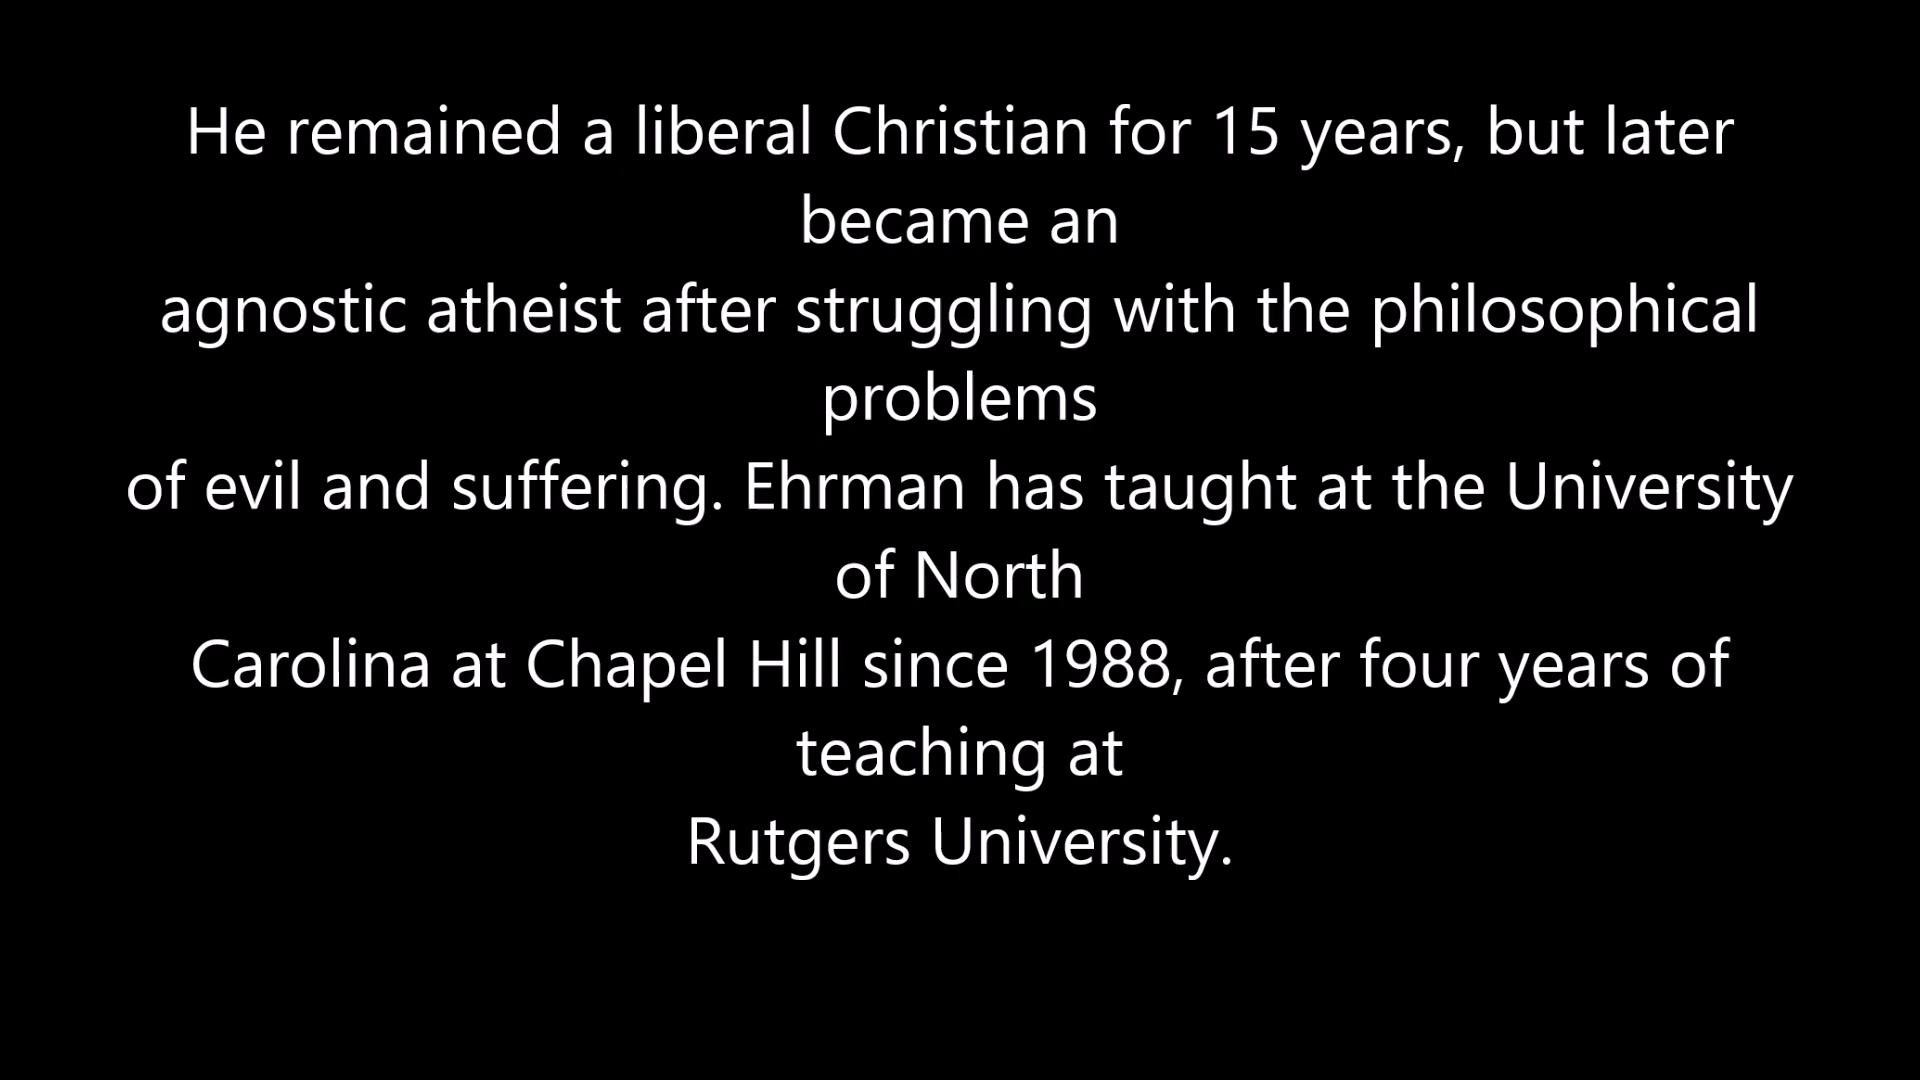 He remained a liberal Christian for 15 years, but later
became an
agnostic atheist after struggling with the philosophical
problems
of evil and suffering. Ehrman has taught at the University
of North
Carolina at Chapel Hill since 1988, after four years of
teaching at
Rutgers University.